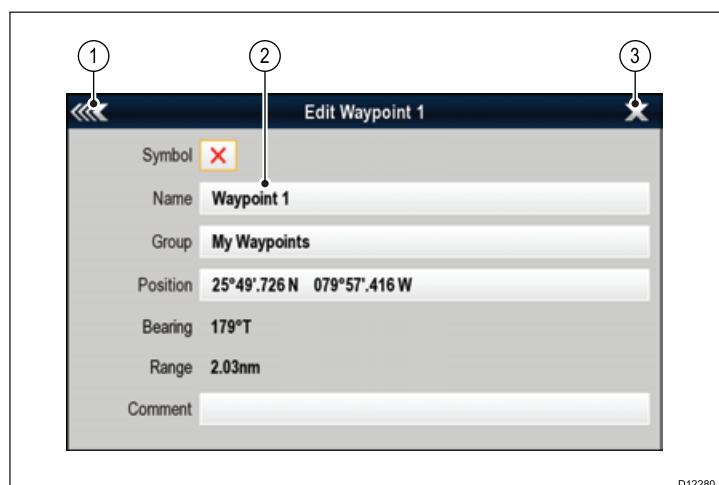 1 2 3
Edit Waypoint 1
Symbol
Name Waypoint 1
Group My Waypoints
Position 25°49'.726 N 079°57'.416 W
Bearing 179°T
Range 2.03nm
Comment
D12280